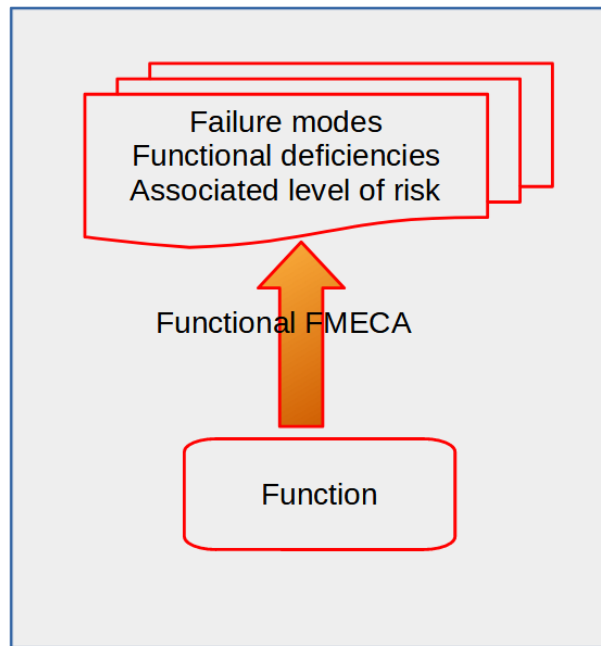 Failure modes
Functional deficiencies
Associated level of risk
Functional FMECA
Function